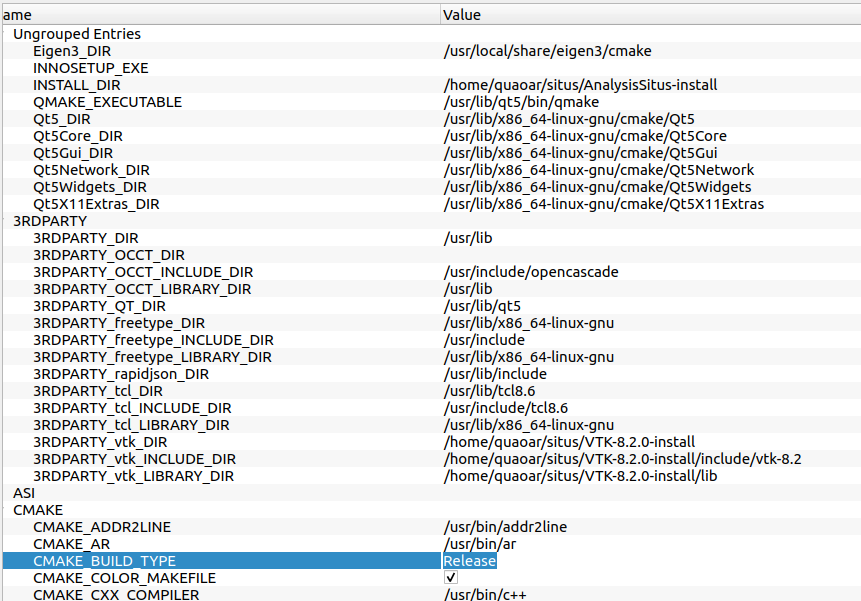 ame Value
Ungrouped Entries
Eigen3_DIR /usr/local/share/eigen3/cmake
INNOSETUP_EXE
INSTALL_DIR /home/quaoar/situs/AnalysisSitus-install
QMAKE_EXECUTABLE /usr/lib/qt5/bin/qmake
Qt5_DIR /usr/lib/x86_64-linux-gnu/cmake/Qt5
Qt5Core_DIR /usr/lib/x86_64-linux-gnu/cmake/Qt5Core
Qt5Gui_DIR /usr/lib/x86_64-linux-gnu/cmake/Qt5Gui
Qt5Network_DIR /usr/lib/x86_64-linux-gnu/cmake/Qt5Network
Qt5Widgets_DIR /usr/lib/x86_64-linux-gnu/cmake/Qt5Widgets
Qt5X11Extras_DIR /usr/lib/x86_64-linux-gnu/cmake/Qt5X11Extras
3RDPARTY
3RDPARTY_DIR /usr/lib
3RDPARTY_OCCT_DIR
3RDPARTY_OCCT_INCLUDE_DIR /usr/include/opencascade
3RDPARTY_OCCT_LIBRARY_DIR /usr/lib
3RDPARTY_QT_DIR /usr/lib/qt5
3RDPARTY_freetype_DIR /usr/lib/x86_64-linux-gnu
3RDPARTY_freetype_INCLUDE_DIR /usr/include
3RDPARTY_freetype_LIBRARY_DIR /usr/lib/x86_64-linux-gnu
3RDPARTY_rapidjson_DIR /usr/lib/include
3RDPARTY_tcl_DIR /usr/lib/tcl8.6
3RDPARTY_tcl_INCLUDE_DIR /usr/include/tcl8.6
3RDPARTY_tcl_LIBRARY_DIR /usr/lib/x86_64-linux-gnu
3RDPARTY_vtk_DIR /home/quaoar/situs/VTK-8.2.0-install
3RDPARTY_vtk_INCLUDE_DIR /home/quaoar/situs/VTK-8.2.0-install/include/vtk-8.2
3RDPARTY_vtk_LIBRARY_DIR /home/quaoar/situs/VTK-8.2.0-install/lib
ASI
CMAKE
CMAKE_ADDR2LINE /usr/bin/addr2line
CMAKE_AR /usr/bin/ar
CMAKE_BUILD_TYPE Release
CMAKE_COLOR_MAKEFILE
CMAKE_CXX_COMPILER /usr/bin/c++